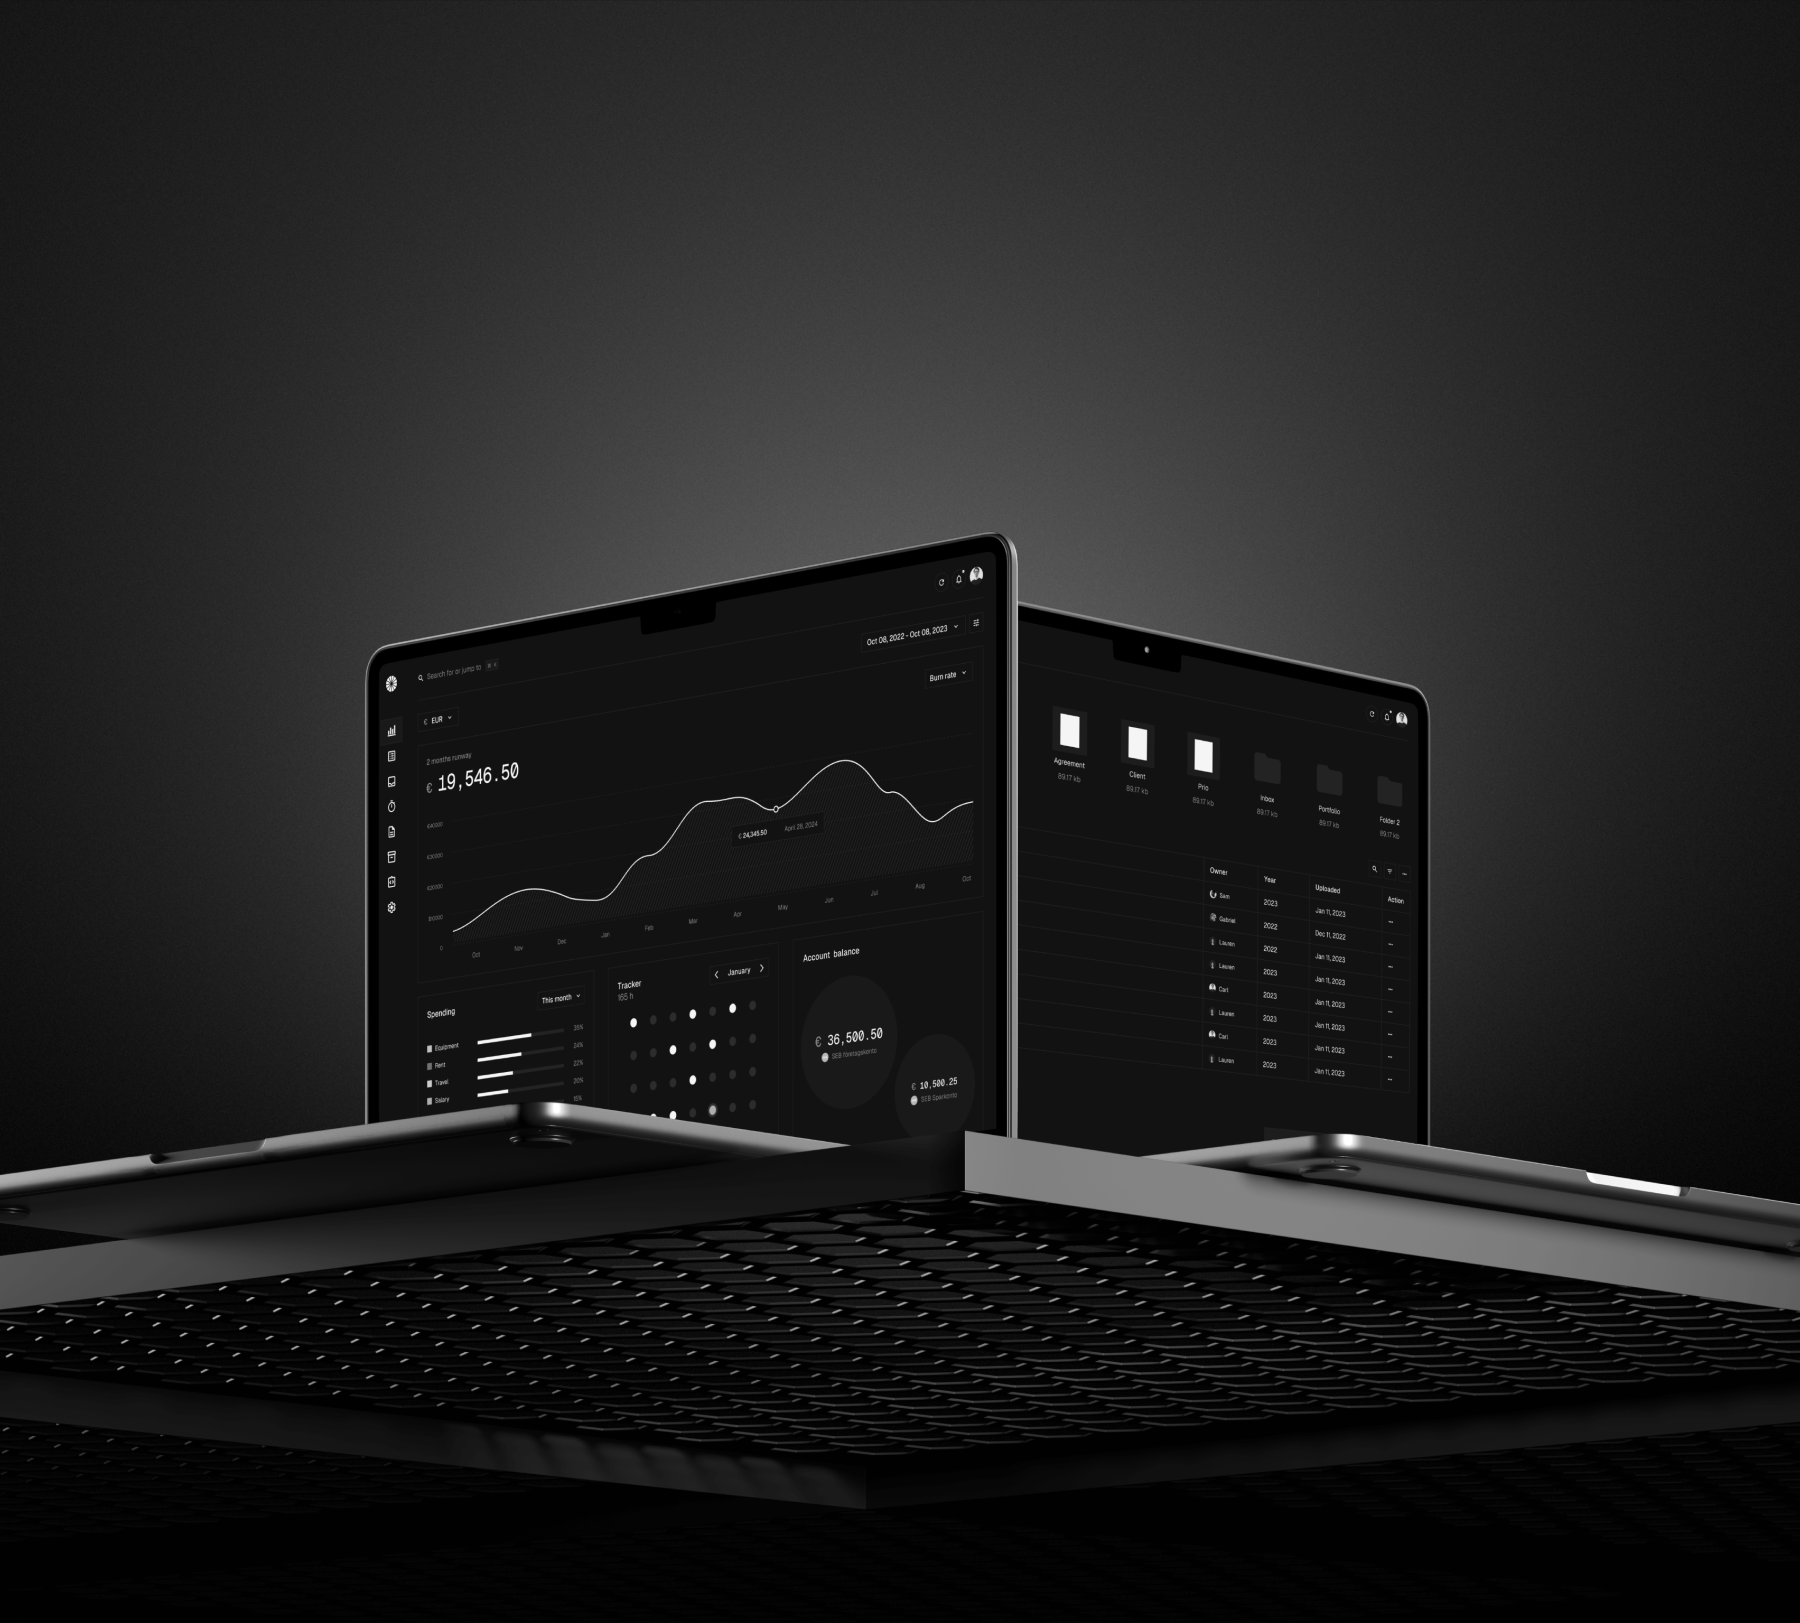 Search for or jump to
Oct 08, 2022 - Oct 08, 2023
€ EUR
Burn rate
2 months runway
€ 19,546.50
€ 24,345.50 April 28, 2024
0
Oct Nov Dec Jan Feb Mar Apr May Jun Jul Aug Oct
Spending
This month
Equipment
Rent
Travel
Salary
35%
24%
22%
20%
15%
Tracker
165 h
January
Account balance
€ 36,500.50
SEB företagskonto
€ 10,500.25
SEB Sparkonto
Agreement
89.17 kb
Client
89.17 kb
Prio
89.17 kb
Inbox
89.17 kb
Portfolio
89.17 kb
Folder 2
89.17 kb
Owner Year Uploaded Action
Sam 2023 Jan 11, 2023
Gabriel 2022 Dec 11, 2022
Lauren 2022 Jan 11, 2023
Lauren 2023 Jan 11, 2023
Carl 2023 Jan 11, 2023
Lauren 2023 Jan 11, 2023
Carl 2023 Jan 11, 2023
Lauren 2023 Jan 11, 2023